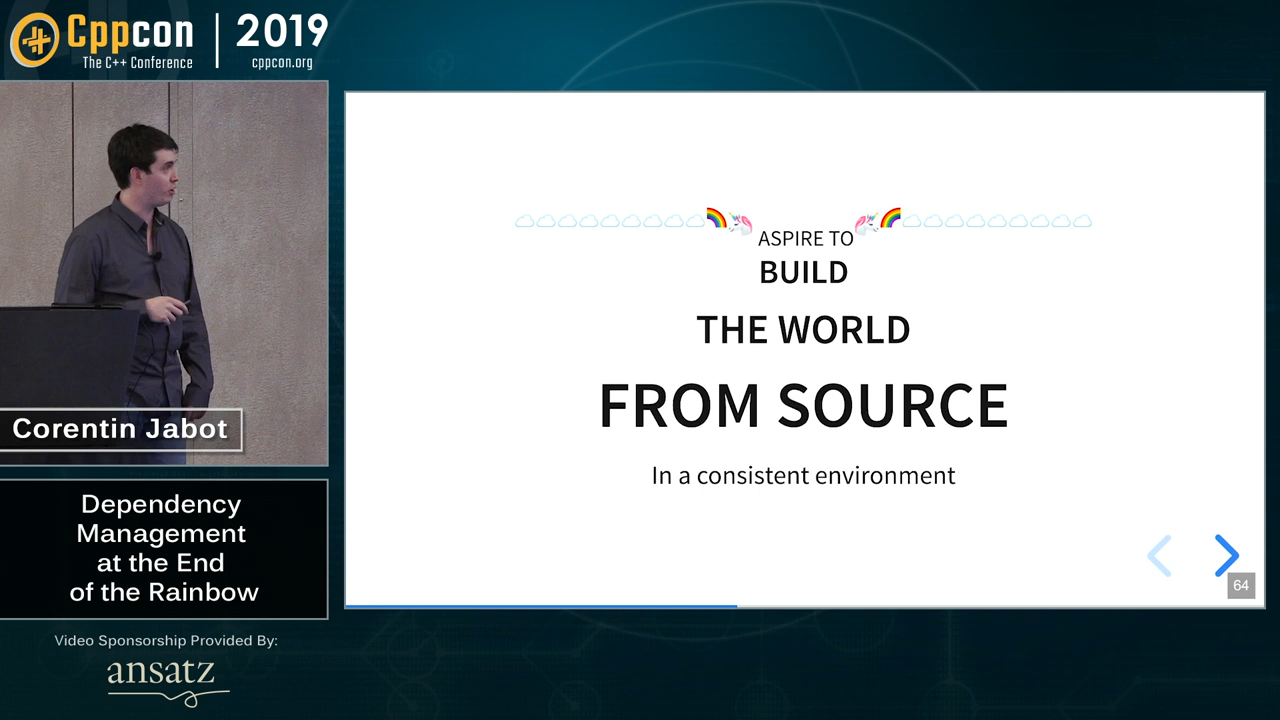 Cppcon
The C++ Conference
2019
cppcon.org
Corentin Jabot
Dependency
Management
at the End
of the Rainbow
Video Sponsorship Provided By:
ansatz
ASPIRE TO
BUILD
THE WORLD
FROM SOURCE
In a consistent environment
64